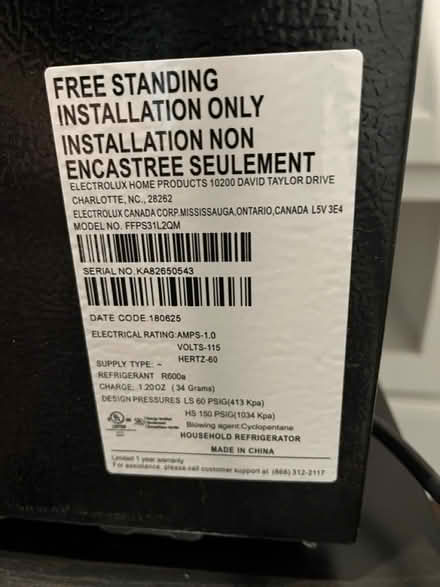 FREE STANDING
INSTALLATION ONLY
INSTALLATION NON
ENCASTREE SEULEMENT
ELECTROLUX HOME PRODUCTS 10200 DAVID TAYLOR DRIVE
CHARLOTTE, NC., 28262
ELECTROLUX CANADA CORP.MISSISSAUGA,ONTARIO,CANADA L5V 3E4
MODEL NO. FFPS31L2QM
SERIAL NO.KA82650543
DATE CODE:180625
ELECTRICAL RATING:AMPS-1.0
VOLTS-115
HERTZ-60
SUPPLY TYPE: ~
REFRIGERANT R600a
CHARGE: 1.20OZ (34 Grams)
DESIGN PRESSURES LS 60 PSIG(413 Kpa)
HS 150 PSIG(1034 Kpa)
Blowing agent:Cyclopentane
HOUSEHOLD REFRIGERATOR
MADE IN CHINA
Limited 1 year warranty
For assistance, please call customer support at (866) 312-2117